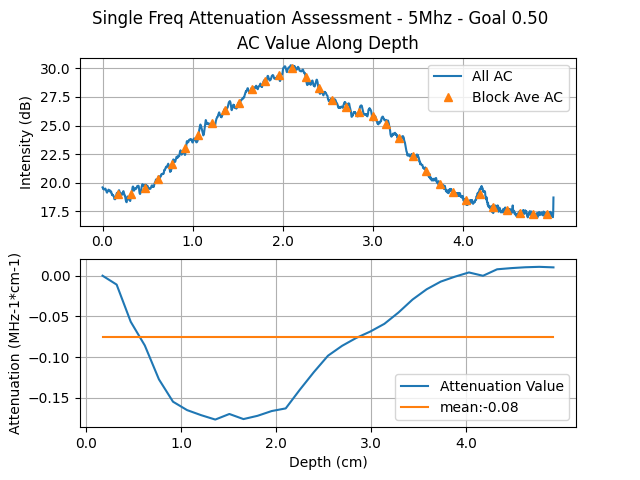 Single Freq Attenuation Assessment - 5Mhz - Goal 0.50
AC Value Along Depth
Intensity (dB)
30.0
27.5
25.0
22.5
20.0
17.5
All AC
Block Ave AC
0.0 1.0 2.0 3.0 4.0
Attenuation (MHz-1*cm-1)
0.00
−0.05
−0.10
−0.15
Attenuation Value
mean:-0.08
0.0 1.0 2.0 3.0 4.0
Depth (cm)